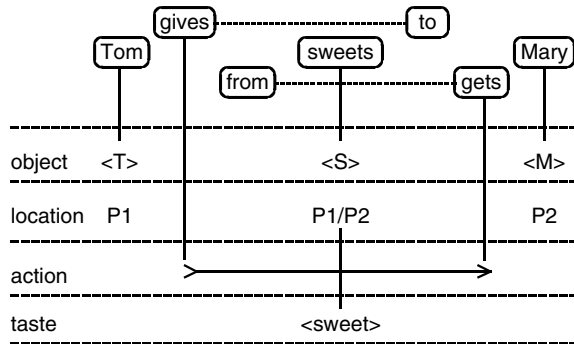 gives to
Tom sweets Mary
from gets
object <T> <S> <M>
location P1 P1/P2 P2
action
taste <sweet>